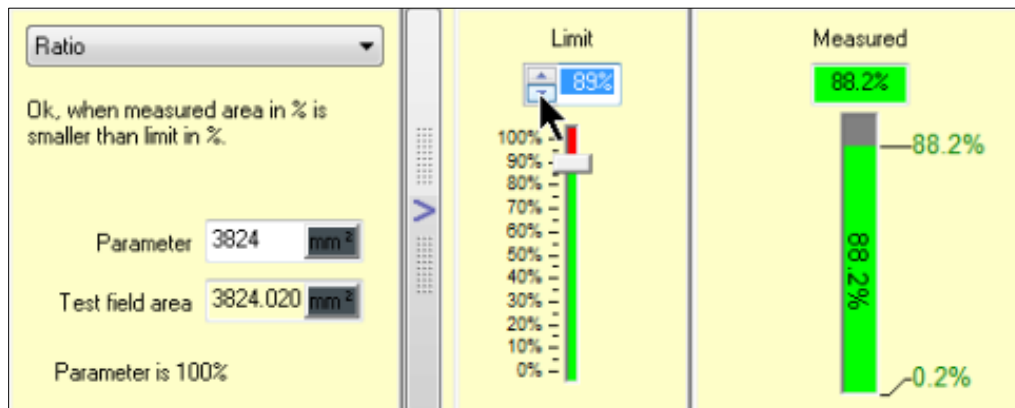 Ratio
Ok, when measured area in % is
smaller than limit in %.
Parameter 3824 mm²
Test field area 3824.020 mm²
Parameter is 100%
>
Limit
89%
100%
90%
80%
70%
60%
50%
40%
30%
20%
10%
0%
Measured
88.2%
88.2%
88.2%
0.2%